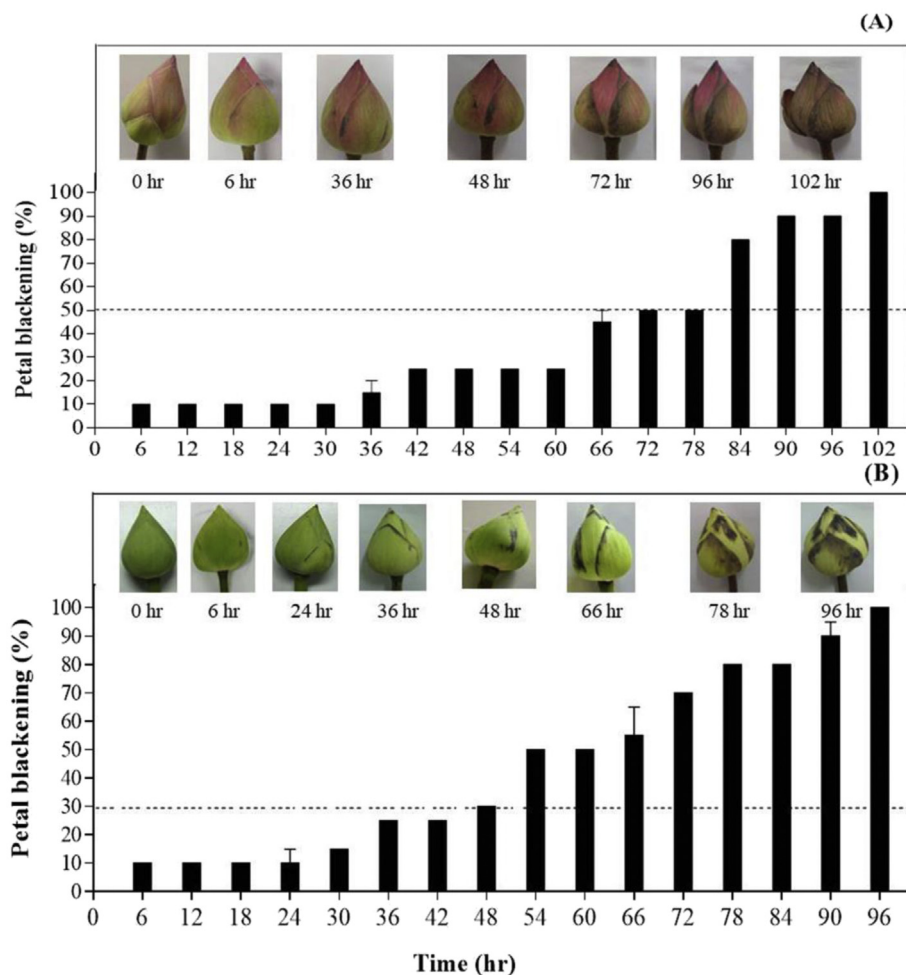 (A)
0 hr 6 hr 36 hr 48 hr 72 hr 96 hr 102 hr
Petal blackening (%)
100
90
80
70
60
50
40
30
20
10
0
0 6 12 18 24 30 36 42 48 54 60 66 72 78 84 90 96 102
(B)
0 hr 6 hr 24 hr 36 hr 48 hr 66 hr 78 hr 96 hr
Petal blackening (%)
100
90
80
70
60
50
30
20
10
0
0 6 12 18 24 30 36 42 48 54 60 66 72 78 84 90 96
Time (hr)